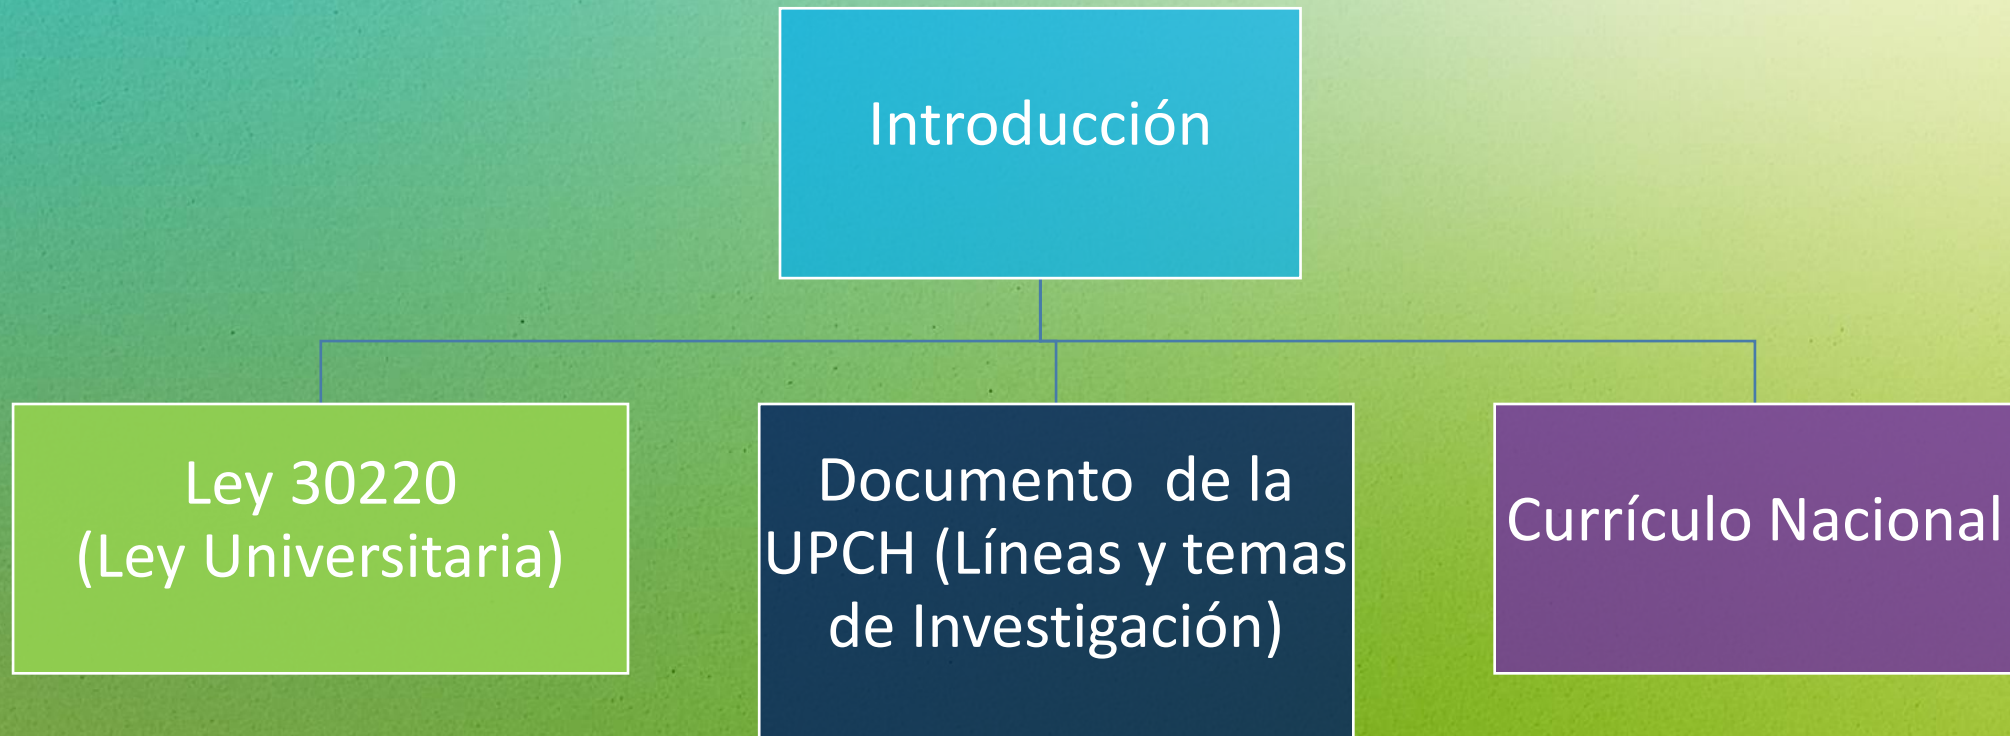 Introducción
Ley 30220
(Ley Universitaria)
Documento  de la
UPCH (Líneas y temas
de Investigación)
Currículo Nacional